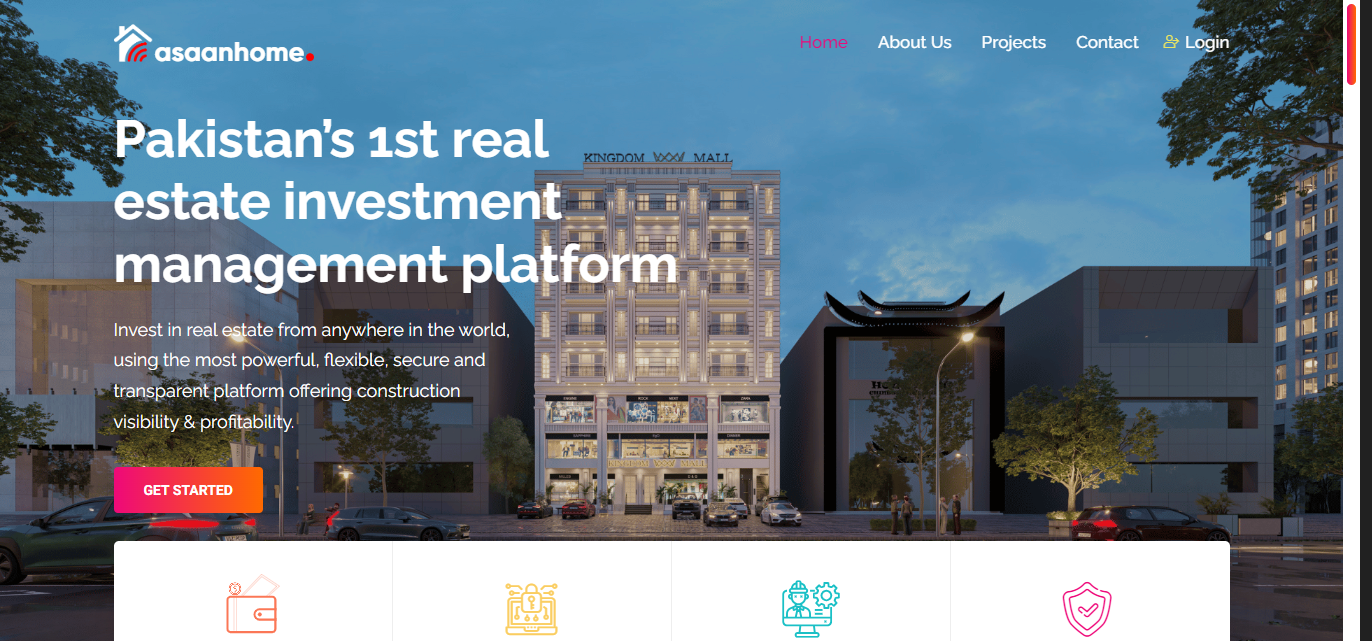 asaanhome.
Home About Us Projects Contact Login
Pakistan's 1st real
estate investment
management platform
KINGDOM MALL
Invest in real estate from anywhere in the world,
using the most powerful, flexible, secure and
transparent platform offering construction
visibility & profitability.
KINGDOM MALL
GET STARTED